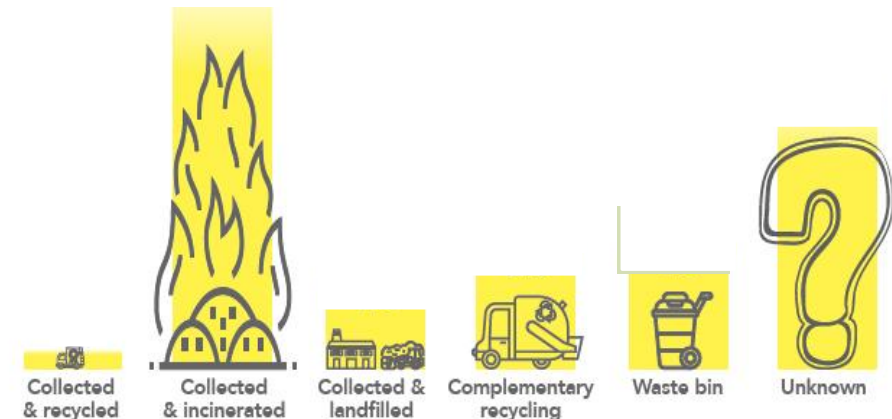 Collected
& recycled
Collected
& incinerated
Collected &
landfilled
Complementary
recycling
Waste bin
Unknown